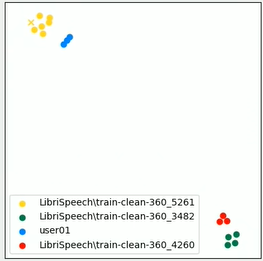 LibriSpeech\train-clean-360_5261
LibriSpeech\train-clean-360_3482
user01
LibriSpeech\train-clean-360_4260